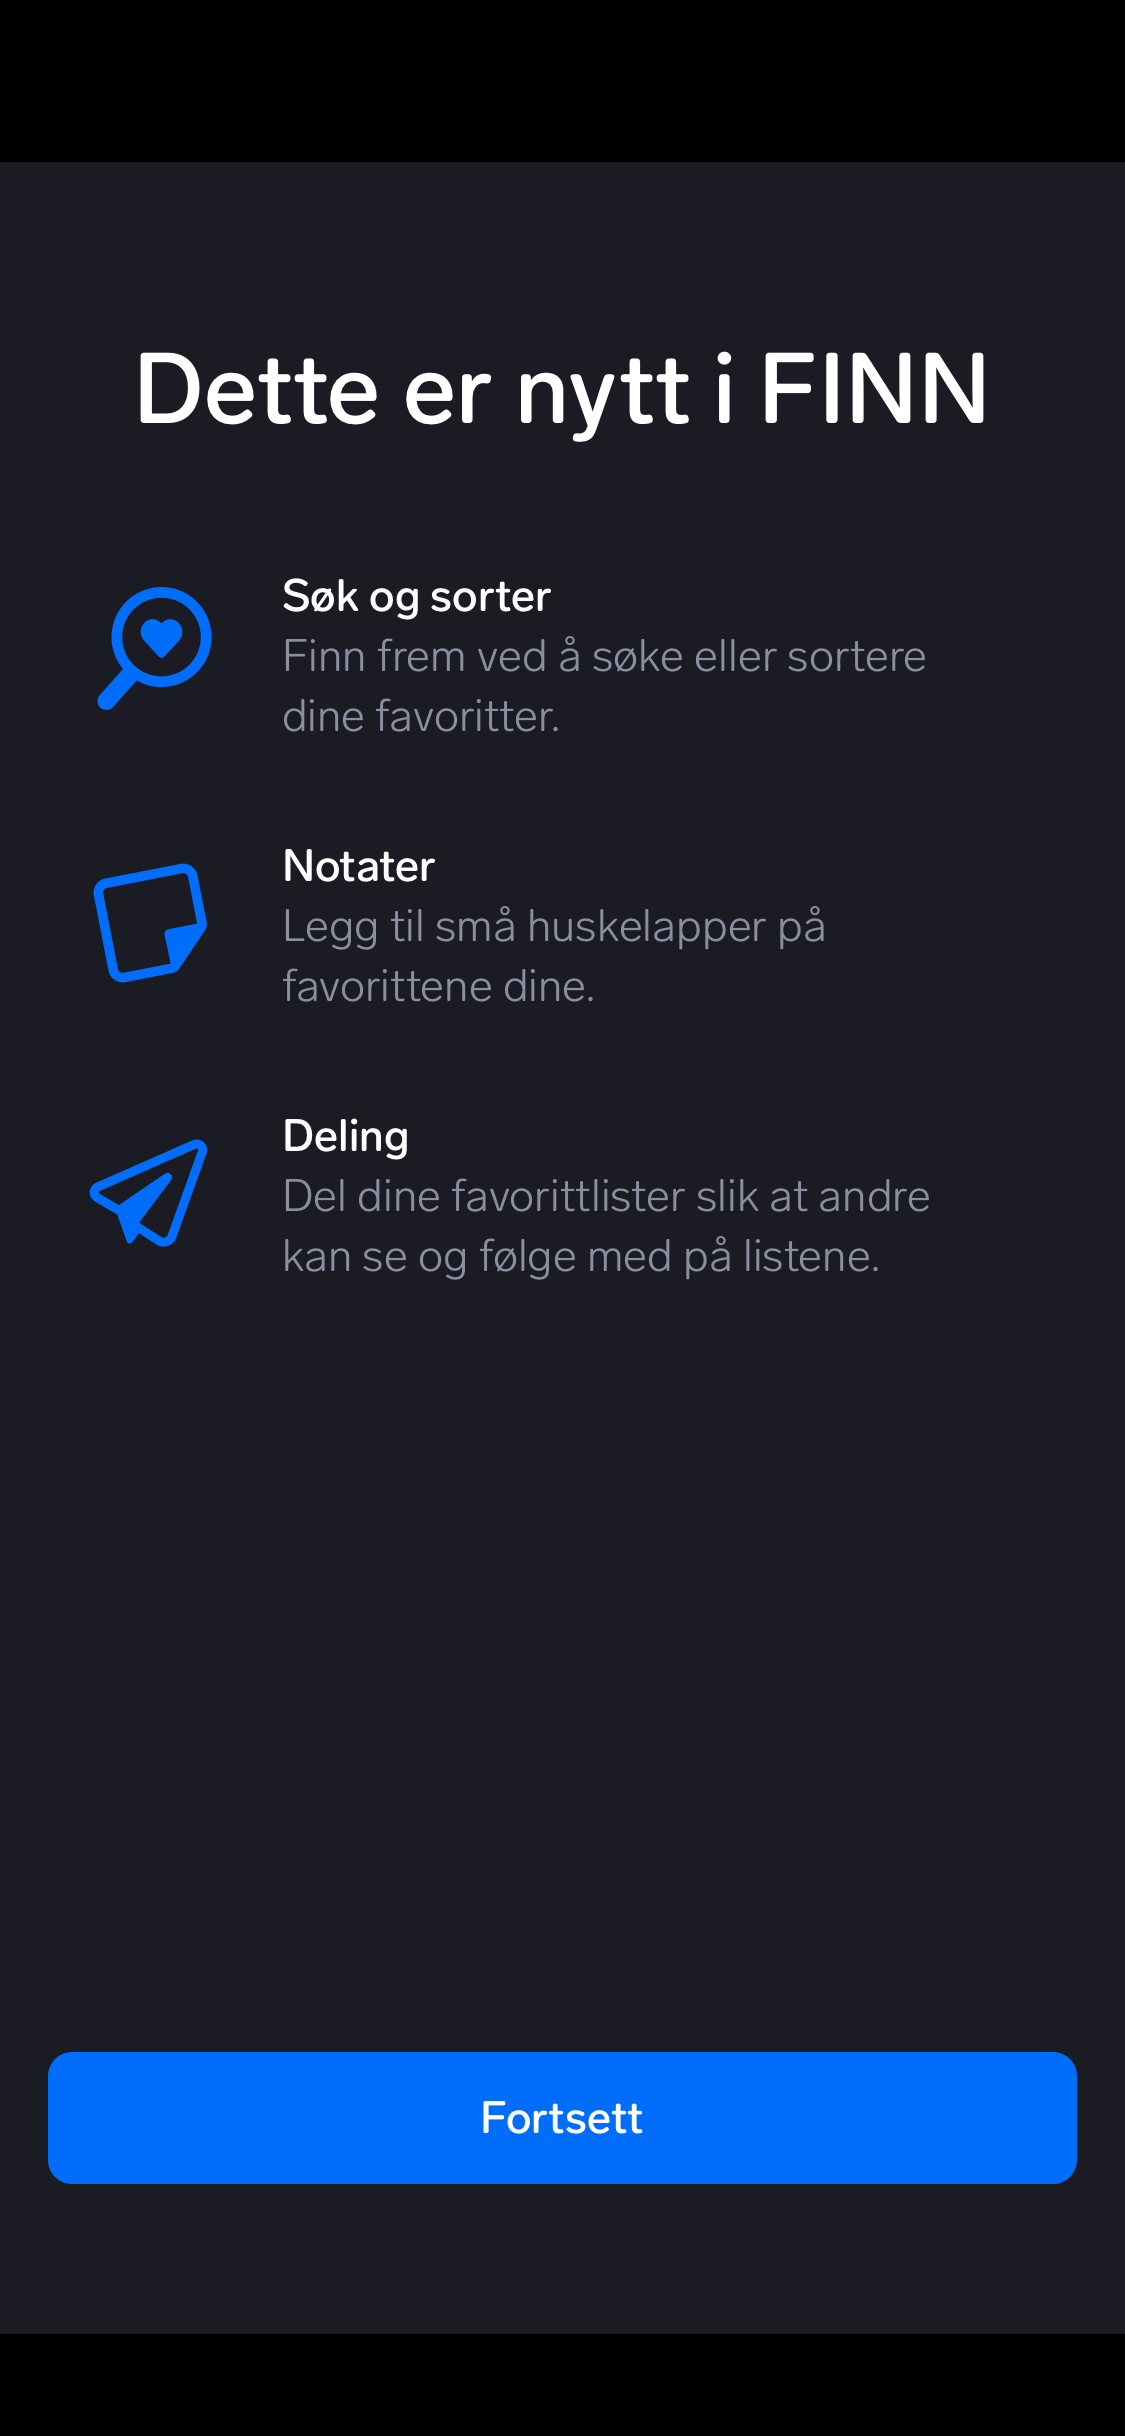 Dette er nytt i FINN
Søk og sorter
Finn frem ved å søke eller sortere
dine favoritter.
Notater
Legg til små huskelapper på
favorittene dine.
Deling
Del dine favorittlister slik at andre
kan se og følge med på listene.
Fortsett